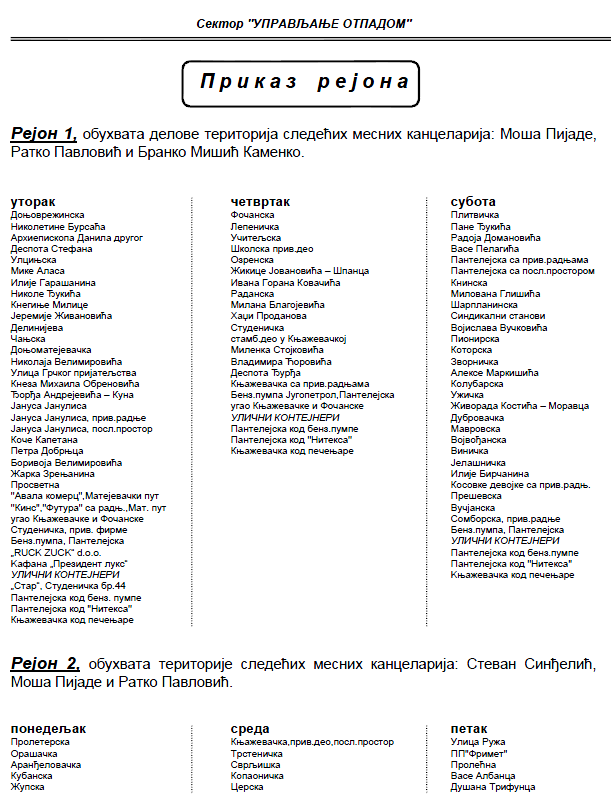 Сектор "УПРАВЉАЊЕ ОТПАДОМ"
Приказ рејона
Рејон 1, обухвата делове територија следећих месних канцеларија: Моша Пијаде,
Ратко Павловић и Бранко Мишић Каменко.
уторак
Доњоврежинска
Николетине Бурсаћа
Архиепископа Данила другог
Деспота Стефана
Улцињска
Мике Аласа
Илије Гарашанина
Николе Ђукића
Кнегиње Милице
Јеремије Живановића
Делинијева
Чањска
Доњоматејевачка
Николаја Велимировића
Улица Грчког пријатељства
Кнеза Михаила Обреновића
Ђорђа Андрејевића – Куна
Јануса Јанулиса
Јануса Јанулиса, прив.радње
Јануса Јанулиса, посл.простор
Коче Капетана
Петра Добрњца
Боривоја Велимировића
Жарка Зрењанина
Просветна
"Авала комерц",Матејевачки пут
"Кинс","Футура" са радњ.,Мат. пут
угао Књажевачке и Фочанске
Студеничка, прив. фирме
Бенз.пумпа, Пантелејска
„RUCK ZUCK" d.o.o.
Кафана „Президент лукс"
УЛИЧНИ КОНТЕЈНЕРИ
„Стар", Студеничка бр.44
Пантелејска код бенз. пумпе
Пантелејска код "Нитекса"
Књажевачка код печењаре
четвртак
Фочанска
Лепеничка
Учитељска
Школска прив.део
Озренска
Жикице Јовановића – Шпанца
Ивана Горана Ковачића
Раданска
Милана Благојевића
Хаџи Проданова
Студеничка
стамб.део у Књажевачкој
Миленка Стојковића
Владимира Ћоровића
Деспота Ђурђа
Књажевачка са прив.радњама
Бенз.пумпа Југопетрол,Пантелејска
угао Књажевачке и Фочанске
УЛИЧНИ КОНТЕЈНЕРИ
Пантелејска код бенз.пумпе
Пантелејска код "Нитекса"
Књажевачка код печењаре
субота
Плитвичка
Пане Ђукића
Радоја Домановића
Васе Пелагића
Пантелејска са прив.радњама
Пантелејска са посл.простором
Книнска
Милована Глишића
Шарпланинска
Синдикални станови
Војислава Вучковића
Пионирска
Которска
Зворничка
Алексе Маркишића
Колубарска
Ужичка
Живорада Костића – Моравца
Дубровачка
Мавровска
Војвођанска
Виничка
Јелашничка
Илије Бирчанина
Косовке девојке са прив.радњ.
Прешевска
Вучјанска
Сомборска, прив.радње
Бенз.пумпа, Пантелејска
УЛИЧНИ КОНТЕЈНЕРИ
Пантелејска код бенз.пумпе
Пантелејска код "Нитекса"
Књажевачка код печењаре
Рејон 2, обухвата територије следећих месних канцеларија: Стеван Синђелић,
Моша Пијаде и Ратко Павловић.
понедељак
Пролетерска
Орашачка
Аранђеловачка
Кубанска
Жупска
среда
Књажевачка,прив.део,посл.простор
Трстеничка
Сврљишка
Копаоничка
Церска
петак
Улица Ружа
ПП"Фримет"
Пролећна
Васе Албанца
Душана Трифунца